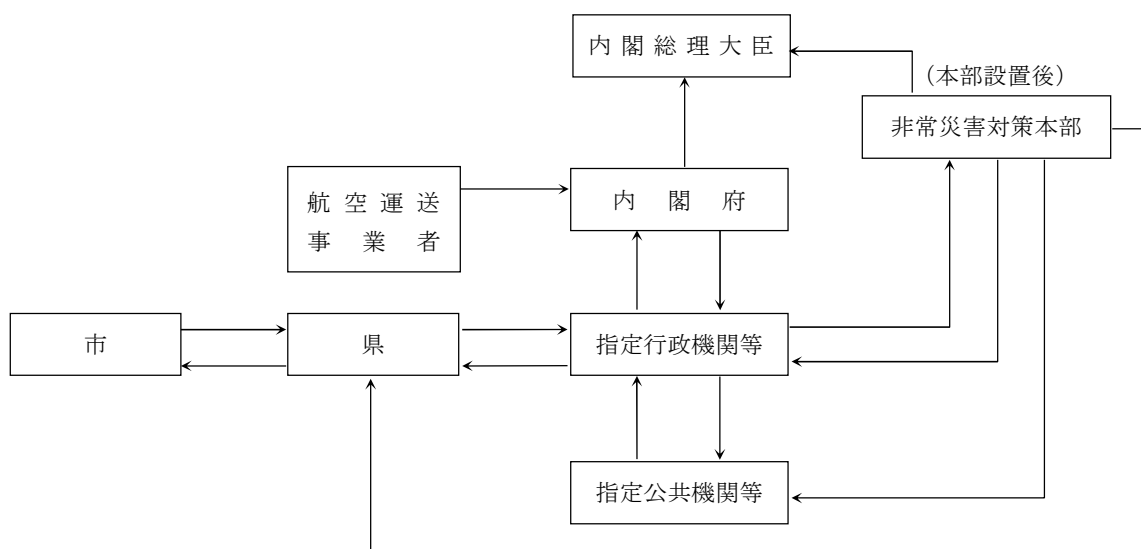 内閣総理大臣
（本部設置後）
非常災害対策本部
航空運送
事業者
内閣府
市
県
指定行政機関等
指定公共機関等